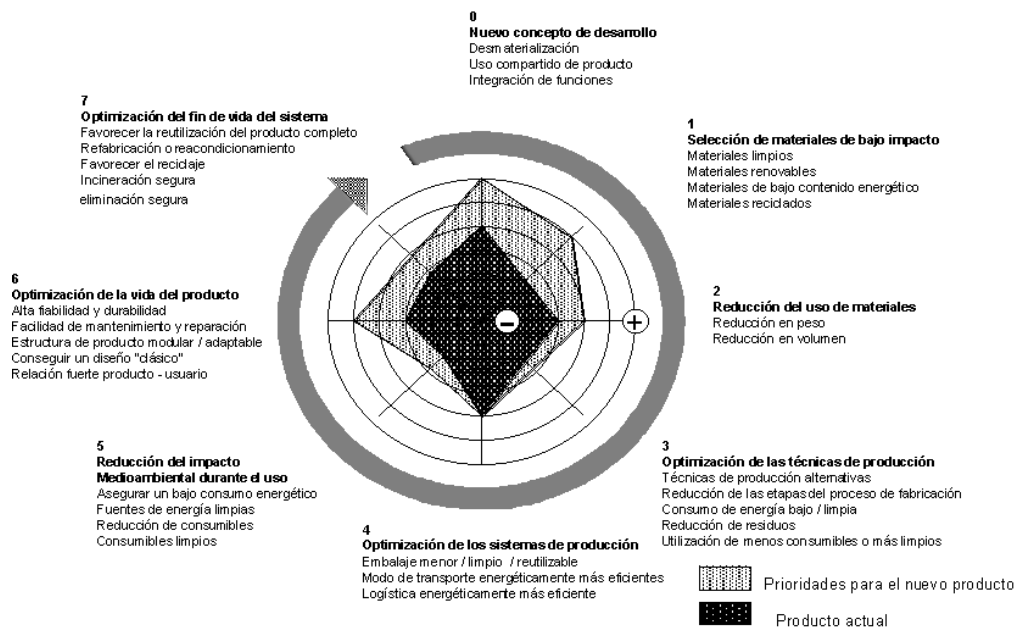 0
Nuevo concepto de desarrollo
Desmaterialización
Uso compartido de producto
Integración de funciones
1
Selección de materiales de bajo impacto
Materiales limpios
Materiales renovables
Materiales de bajo contenido energético
Materiales reciclados
2
Reducción del uso de materiales
Reducción en peso
Reducción en volumen
3
Optimización de las técnicas de producción
Técnicas de producción alternativas
Reducción de las etapas del proceso de fabricación
Consumo de energía bajo / limpia
Reducción de residuos
Utilización de menos consumibles o más limpios
4
Optimización de los sistemas de producción
Embalaje menor / limpio / reutilizable
Modo de transporte energéticamente más eficientes
Logística energéticamente más eficiente
5
Reducción del impacto
Medioambiental durante el uso
Asegurar un bajo consumo energético
Fuentes de energía limpias
Reducción de consumibles
Consumibles limpios
6
Optimización de la vida del producto
Alta fiabilidad y durabilidad
Facilidad de mantenimiento y reparación
Estructura de producto modular / adaptable
Conseguir un diseño "clásico"
Relación fuerte producto - usuario
7
Optimización del fin de vida del sistema
Favorecer la reutilización del producto completo
Refabricación o reacondicionamiento
Favorecer el reciclaje
Incineración segura
eliminación segura
-
+
Prioridades para el nuevo producto
Producto actual